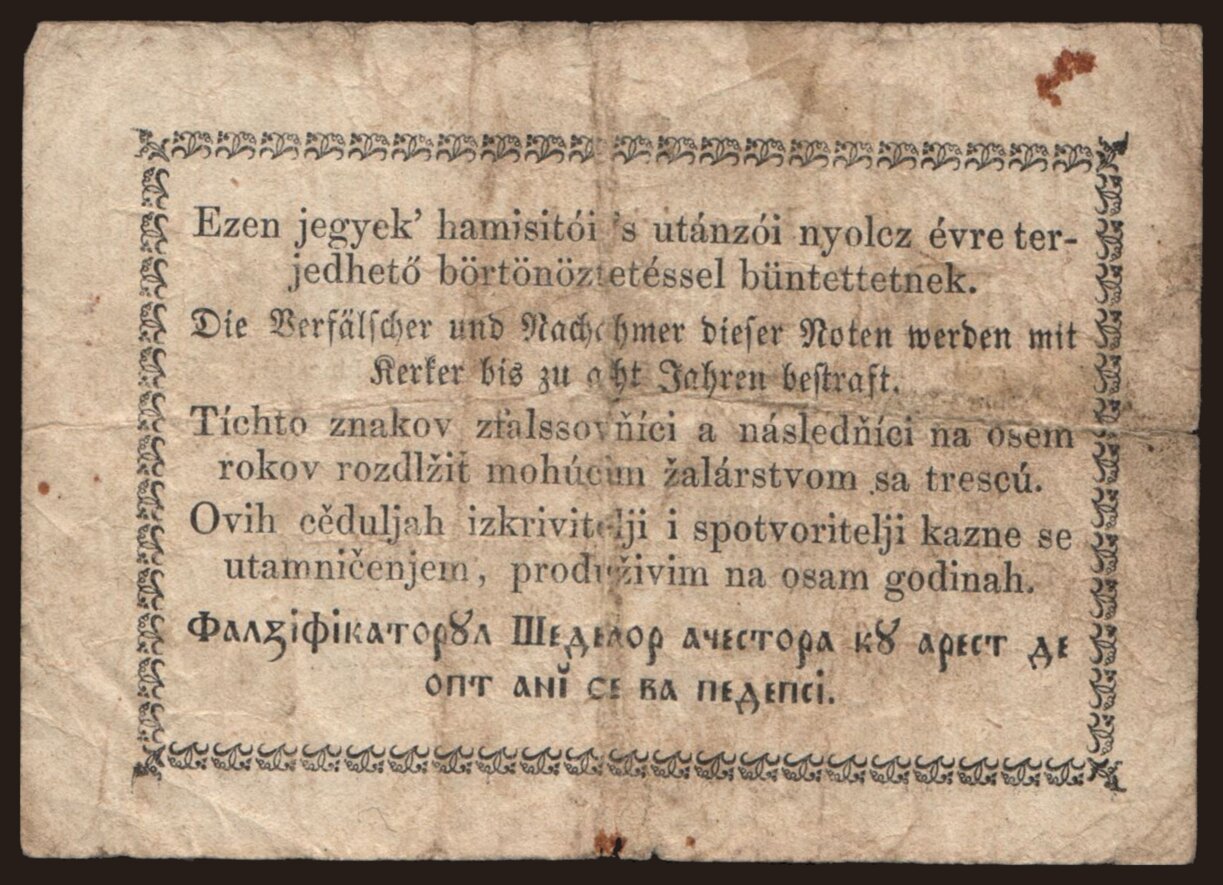 Ezen jegyek’ hamisitói ’s utánzói nyolcz évre ter-
jedhető börtönöztetéssel büntettetnek.
Die Verfälscher und Nachahmer dieser Noten werden mit
Kerker bis zu acht Jahren bestraft.
Tíchto znakov zfalssovňíci a následňíci na osem
rokov rozdlžit mohúcim žalárstvom sa trescú.
Ovih cěduljah izkrivitelji i spotvoritelji kazne se
utamničenjem, produživim na osam godinah.
Фалзіфікаторꙋл Шеделор ачестора кꙋ арест де
опт анй се ва педепсі.